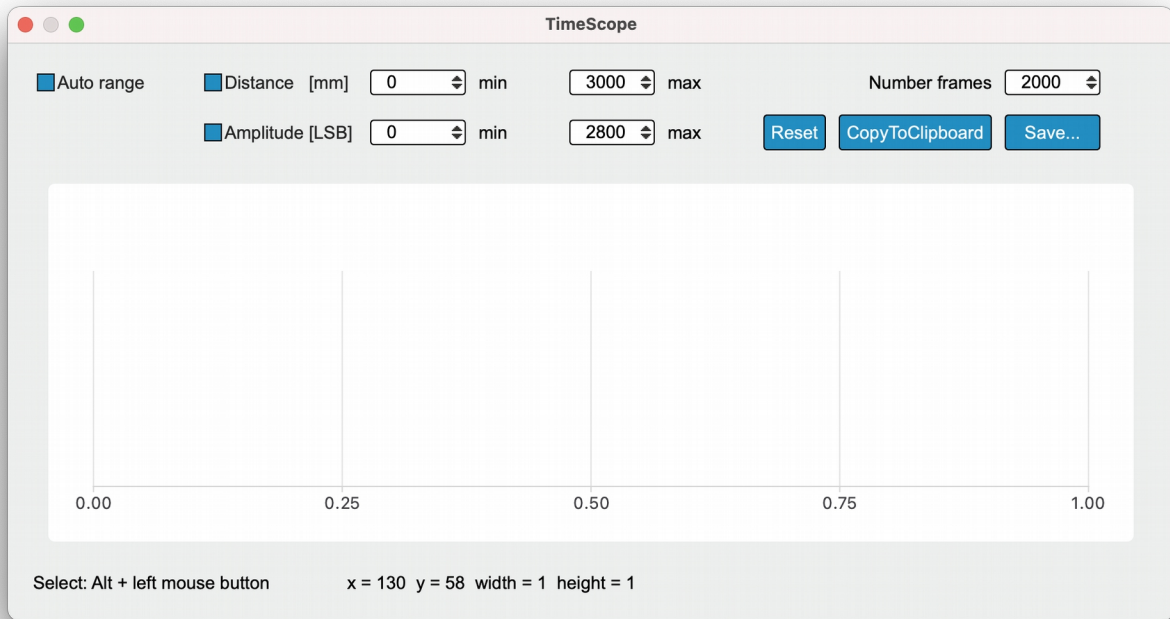 TimeScope
Auto range Distance [mm] 0 min 3000 max Number frames 2000
Amplitude [LSB] 0 min 2800 max Reset CopyToClipboard Save...
0.00 0.25 0.50 0.75 1.00
Select: Alt + left mouse button x = 130 y = 58 width = 1 height = 1